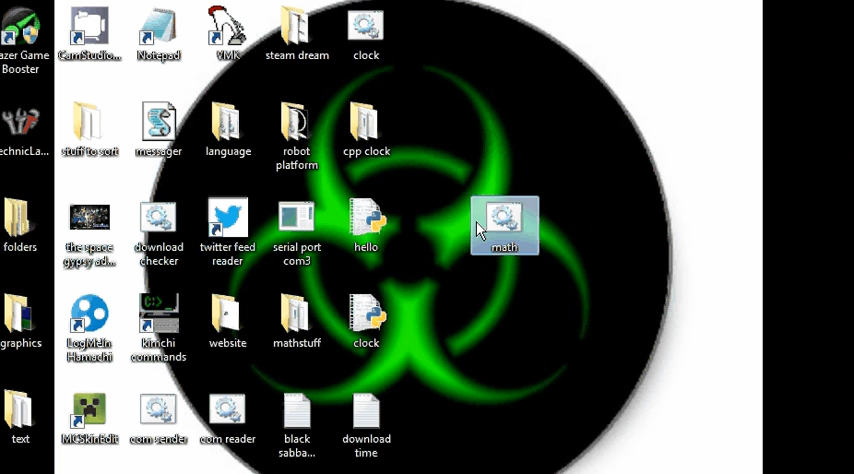 azer Game
Booster
CamStudio...
Notepad
VMK
steam dream
clock
echnicLa...
stuff to sort
messager
language
robot
platform
cpp clock
folders
the space
gypsy ad...
download
checker
twitter feed
reader
serial port
com3
hello
math
graphics
LogMeIn
Hamachi
C:\>
kimchi
commands
website
mathstuff
clock
text
MCSkinEdit
com sender
com reader
black
sabba...
download
time